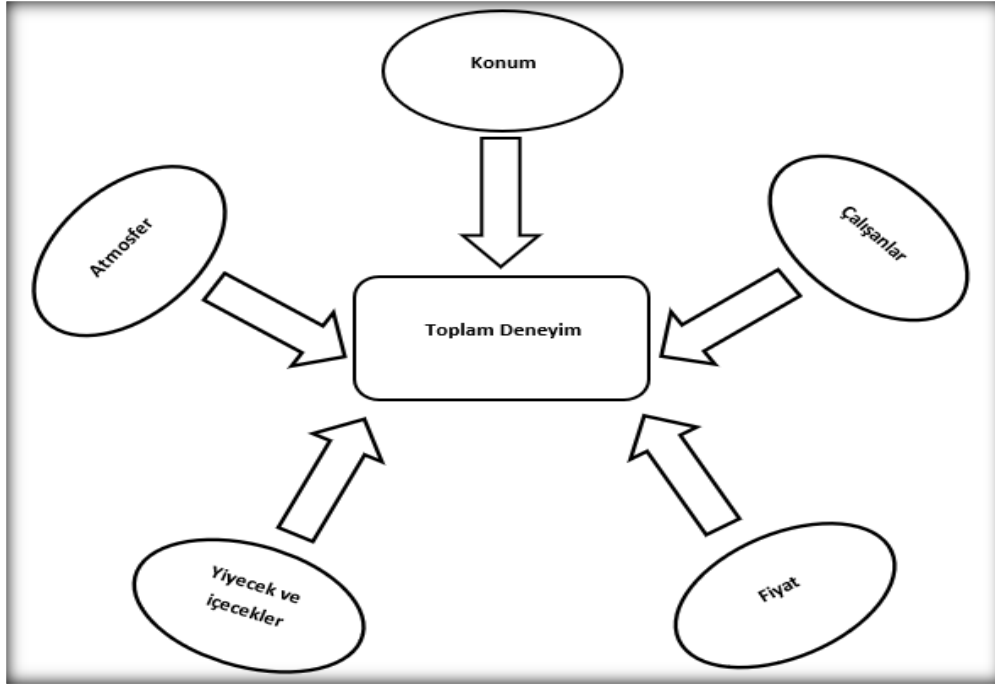 Konum
Atmosfer
Çalışanlar
Toplam Deneyim
Yiyecek ve
içecekler
Fiyat